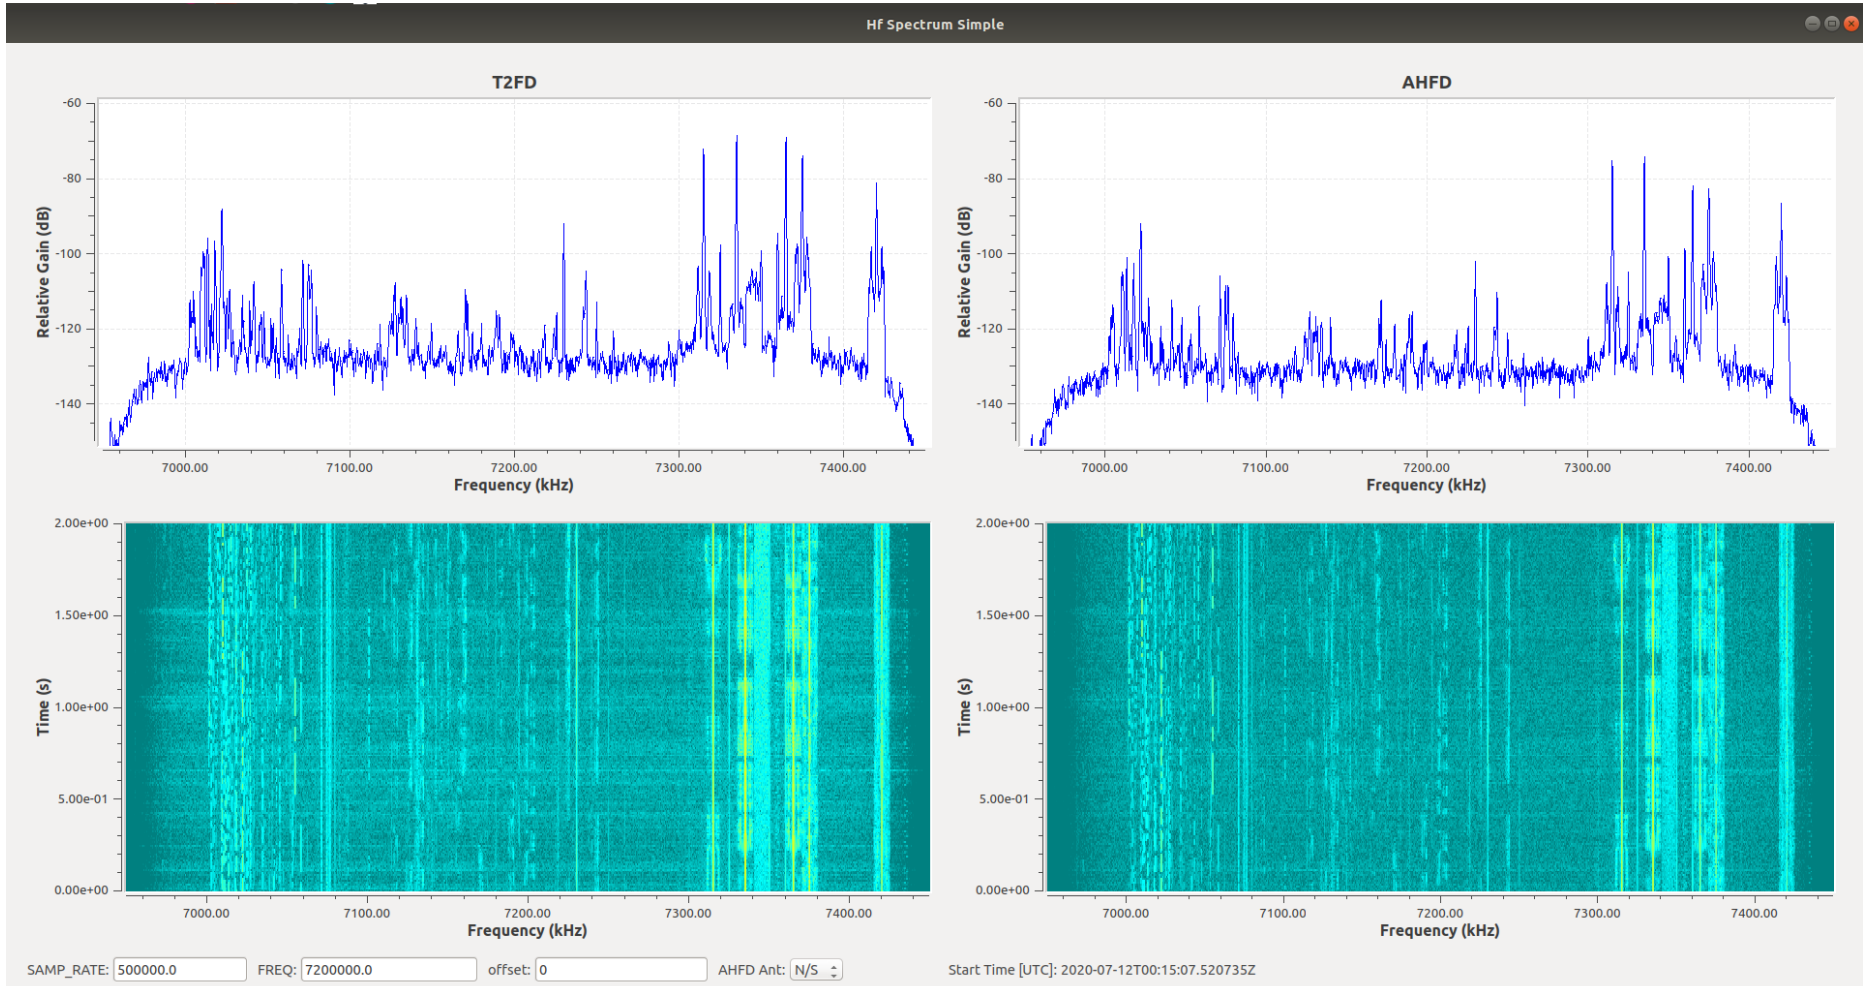 Hf Spectrum Simple
T2FD
-60
-80
-100
-120
-140
Relative Gain (dB)
7000.00 7100.00 7200.00 7300.00 7400.00
Frequency (kHz)
AHFD
-60
-80
-100
-120
-140
Relative Gain (dB)
7000.00 7100.00 7200.00 7300.00 7400.00
Frequency (kHz)
2.00e+00
1.50e+00
1.00e+00
5.00e-01
0.00e+00
Time (s)
7000.00 7100.00 7200.00 7300.00 7400.00
Frequency (kHz)
2.00e+00
1.50e+00
1.00e+00
5.00e-01
0.00e+00
Time (s)
7000.00 7100.00 7200.00 7300.00 7400.00
Frequency (kHz)
SAMP_RATE: 500000.0 FREQ: 7200000.0 offset: 0 AHFD Ant: N/S Start Time [UTC]: 2020-07-12T00:15:07.520735Z